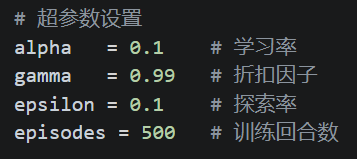 # 超参数设置
alpha   = 0.1    # 学习率
gamma   = 0.99   # 折扣因子
epsilon = 0.1    # 探索率
episodes = 500   # 训练回合数